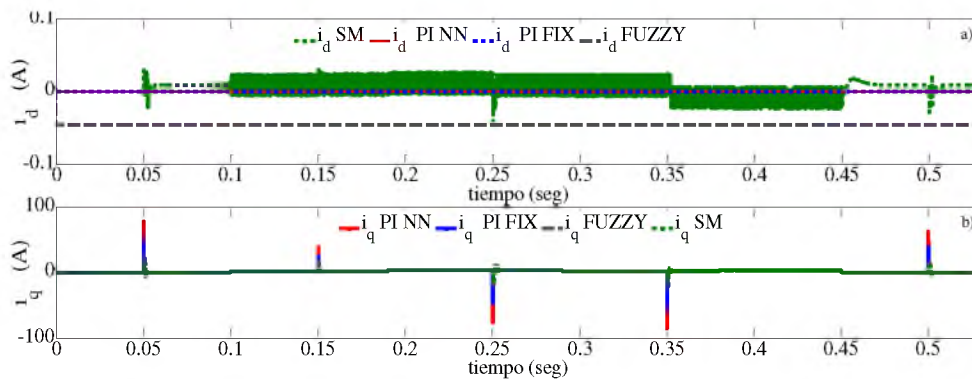 0.1
a)
i_d SM i_d PI NN i_d PI FIX i_d FUZZY
i_d (A)
0
-0.1
0 0.05 0.1 0.15 0.2 0.25 0.3 0.35 0.4 0.45 0.5
tiempo (seg)
100
b)
i_q PI NN i_q PI FIX i_q FUZZY i_q SM
i_q (A)
0
-100
0 0.05 0.1 0.15 0.2 0.25 0.3 0.35 0.4 0.45 0.5
tiempo (seg)